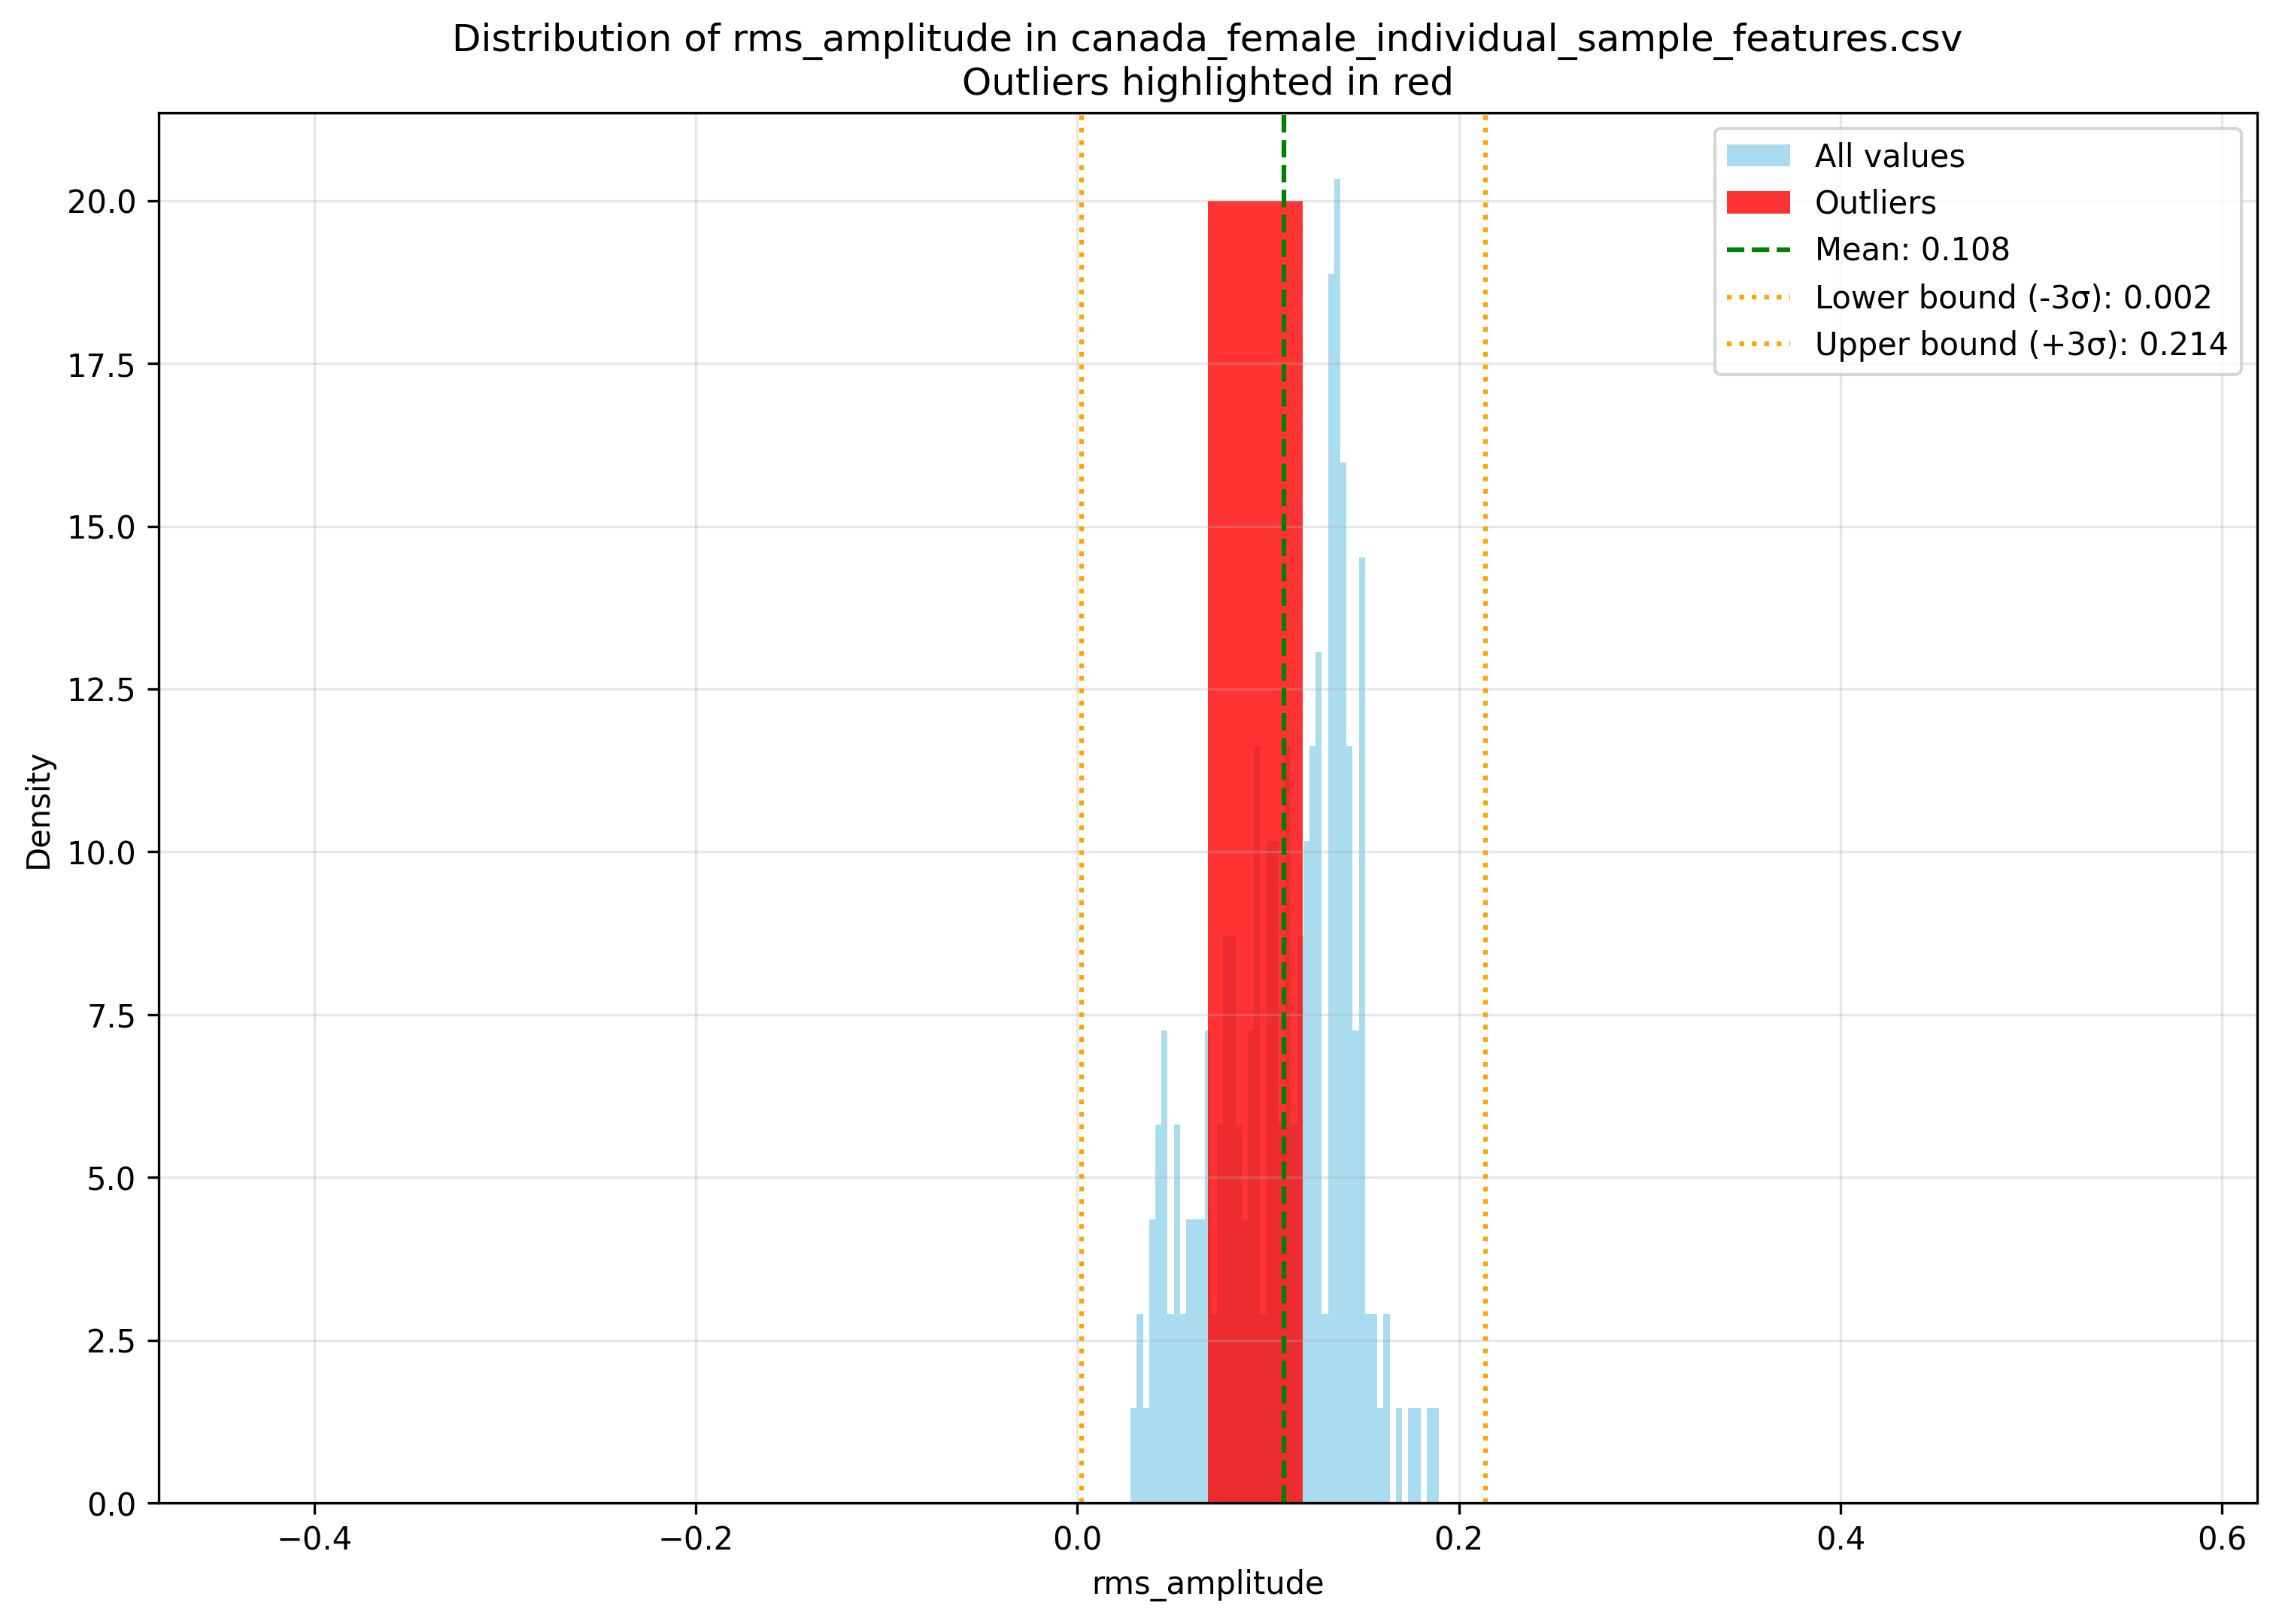 Distribution of rms_amplitude in canada_female_individual_sample_features.csv
Outliers highlighted in red
All values
Outliers
Mean: 0.108
Lower bound (-3σ): 0.002
Upper bound (+3σ): 0.214
Density
20.0
17.5
15.0
12.5
10.0
7.5
5.0
2.5
0.0
−0.4
−0.2
0.0
0.2
0.4
0.6
rms_amplitude